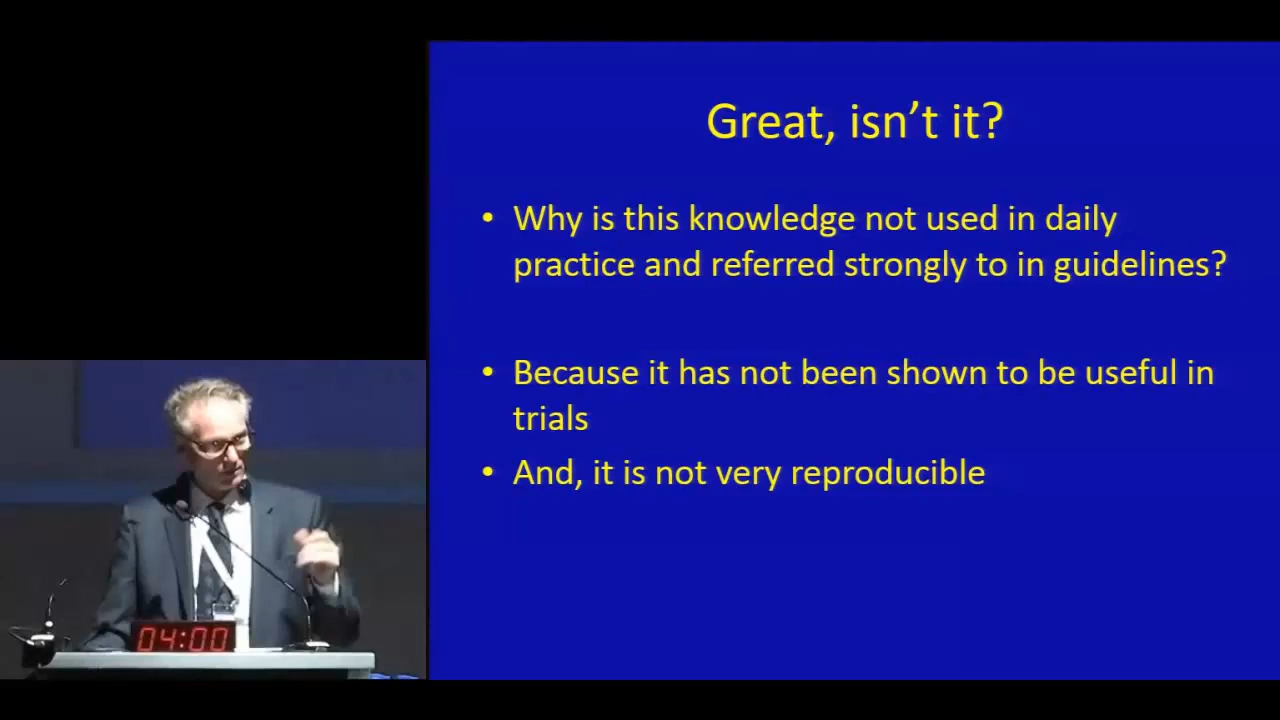 Great, isn’t it?
• Why is this knowledge not used in daily
practice and referred strongly to in guidelines?
• Because it has not been shown to be useful in
trials
• And, it is not very reproducible
04:00